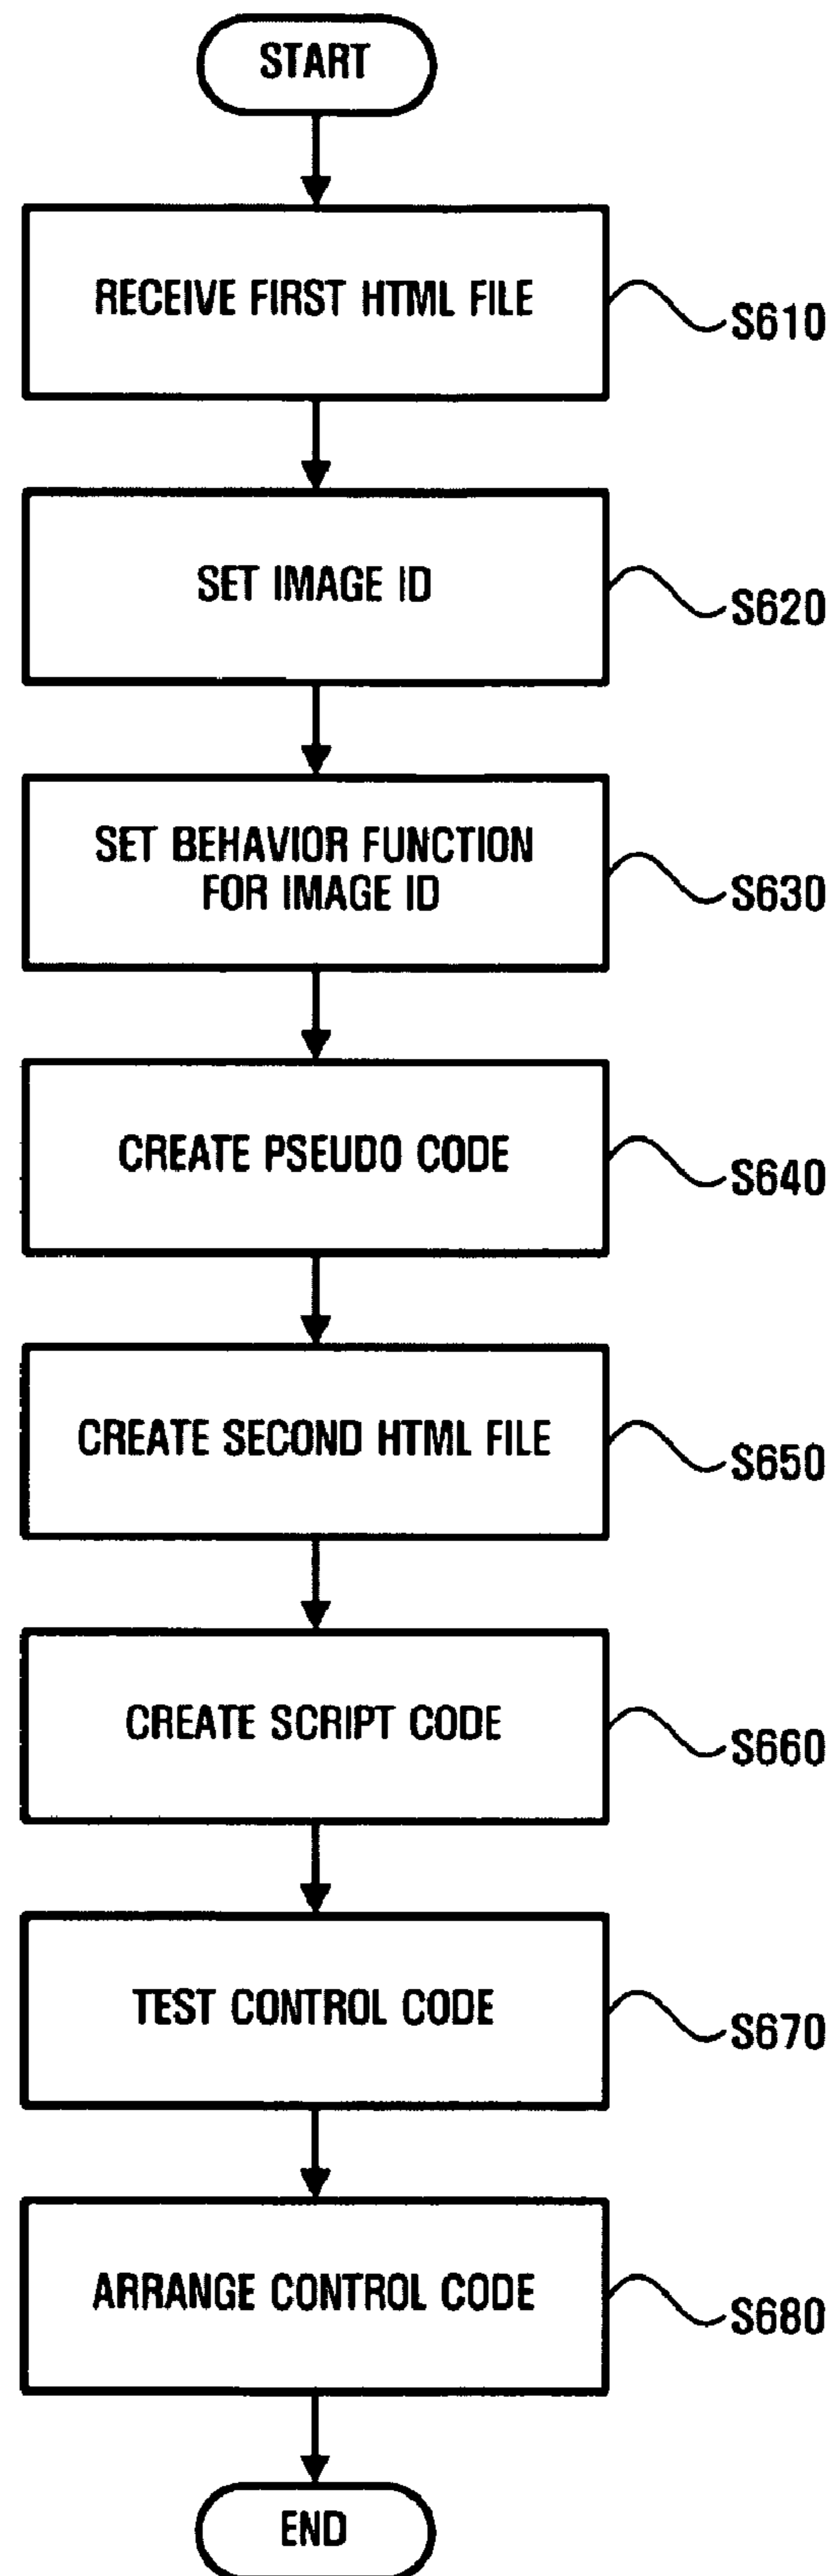 START
RECEIVE FIRST HTML FILE
S610
SET IMAGE ID
S620
SET BEHAVIOR FUNCTION
FOR IMAGE ID
S630
CREATE PSEUDO CODE
S640
CREATE SECOND HTML FILE
S650
CREATE SCRIPT CODE
S660
TEST CONTROL CODE
S670
ARRANGE CONTROL CODE
S680
END